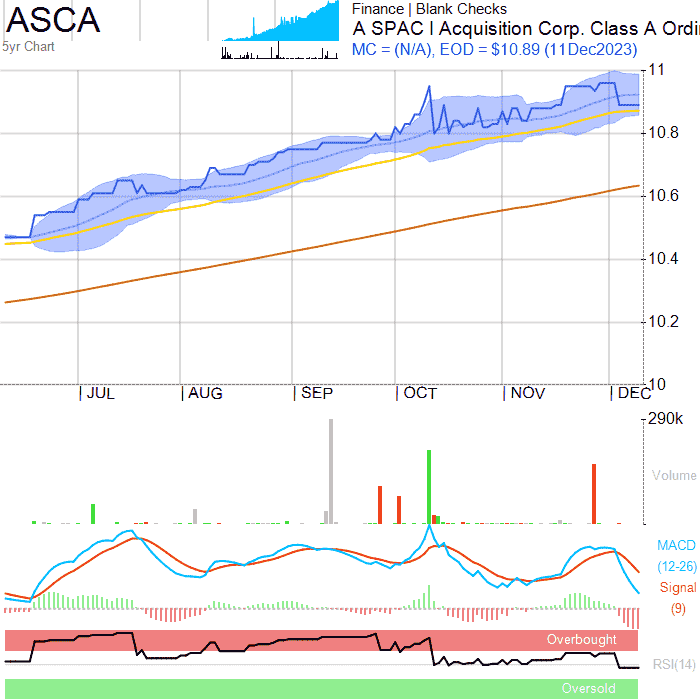 ASCA
5yr Chart
Finance | Blank Checks
A SPAC I Acquisition Corp. Class A Ordi
MC = (N/A), EOD = $10.89 (11Dec2023)
11
10.8
10.6
10.4
10.2
10
JUL AUG SEP OCT NOV DEC
290k
Volume
MACD
(12-26)
Signal
(9)
Overbought
RSI(14)
Oversold